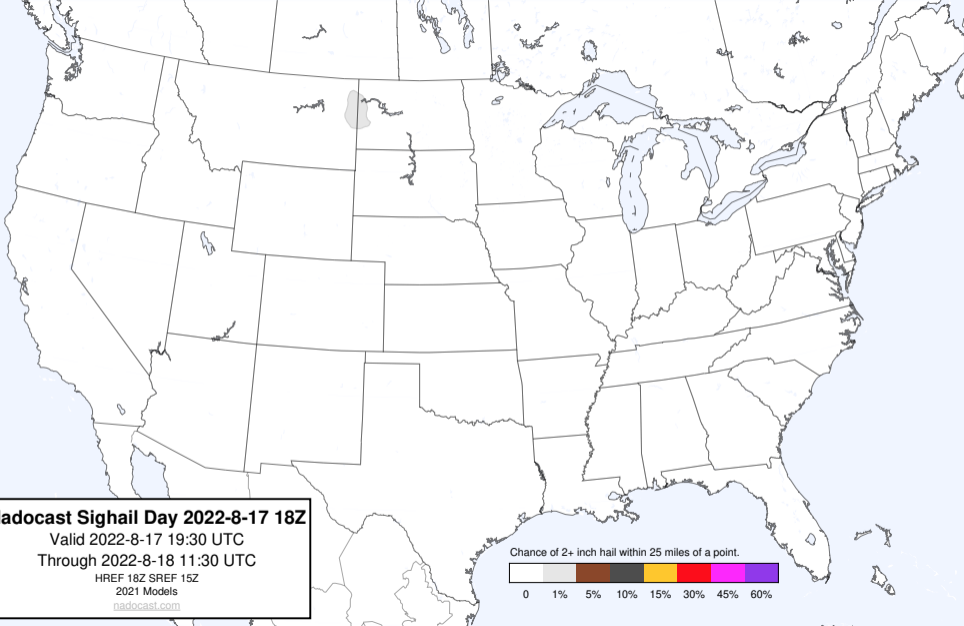 adocast Sighail Day 2022-8-17 18Z
Valid 2022-8-17 19:30 UTC
Through 2022-8-18 11:30 UTC
HREF 18Z SREF 15Z
2021 Models
nadocast.com
Chance of 2+ inch hail within 25 miles of a point.
0 1% 5% 10% 15% 30% 45% 60%